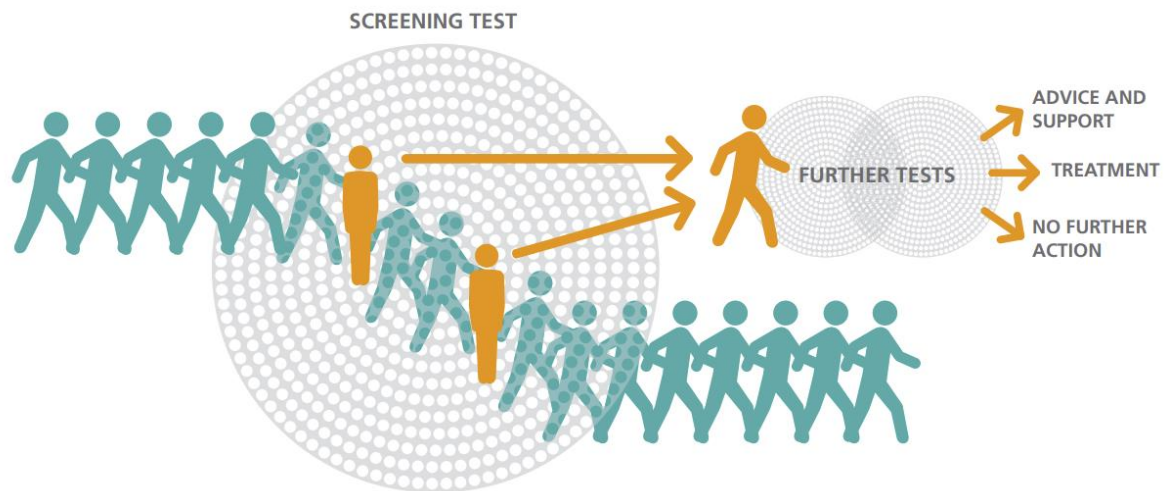 SCREENING TEST
ADVICE AND
SUPPORT
FURTHER TESTS
TREATMENT
NO FURTHER
ACTION